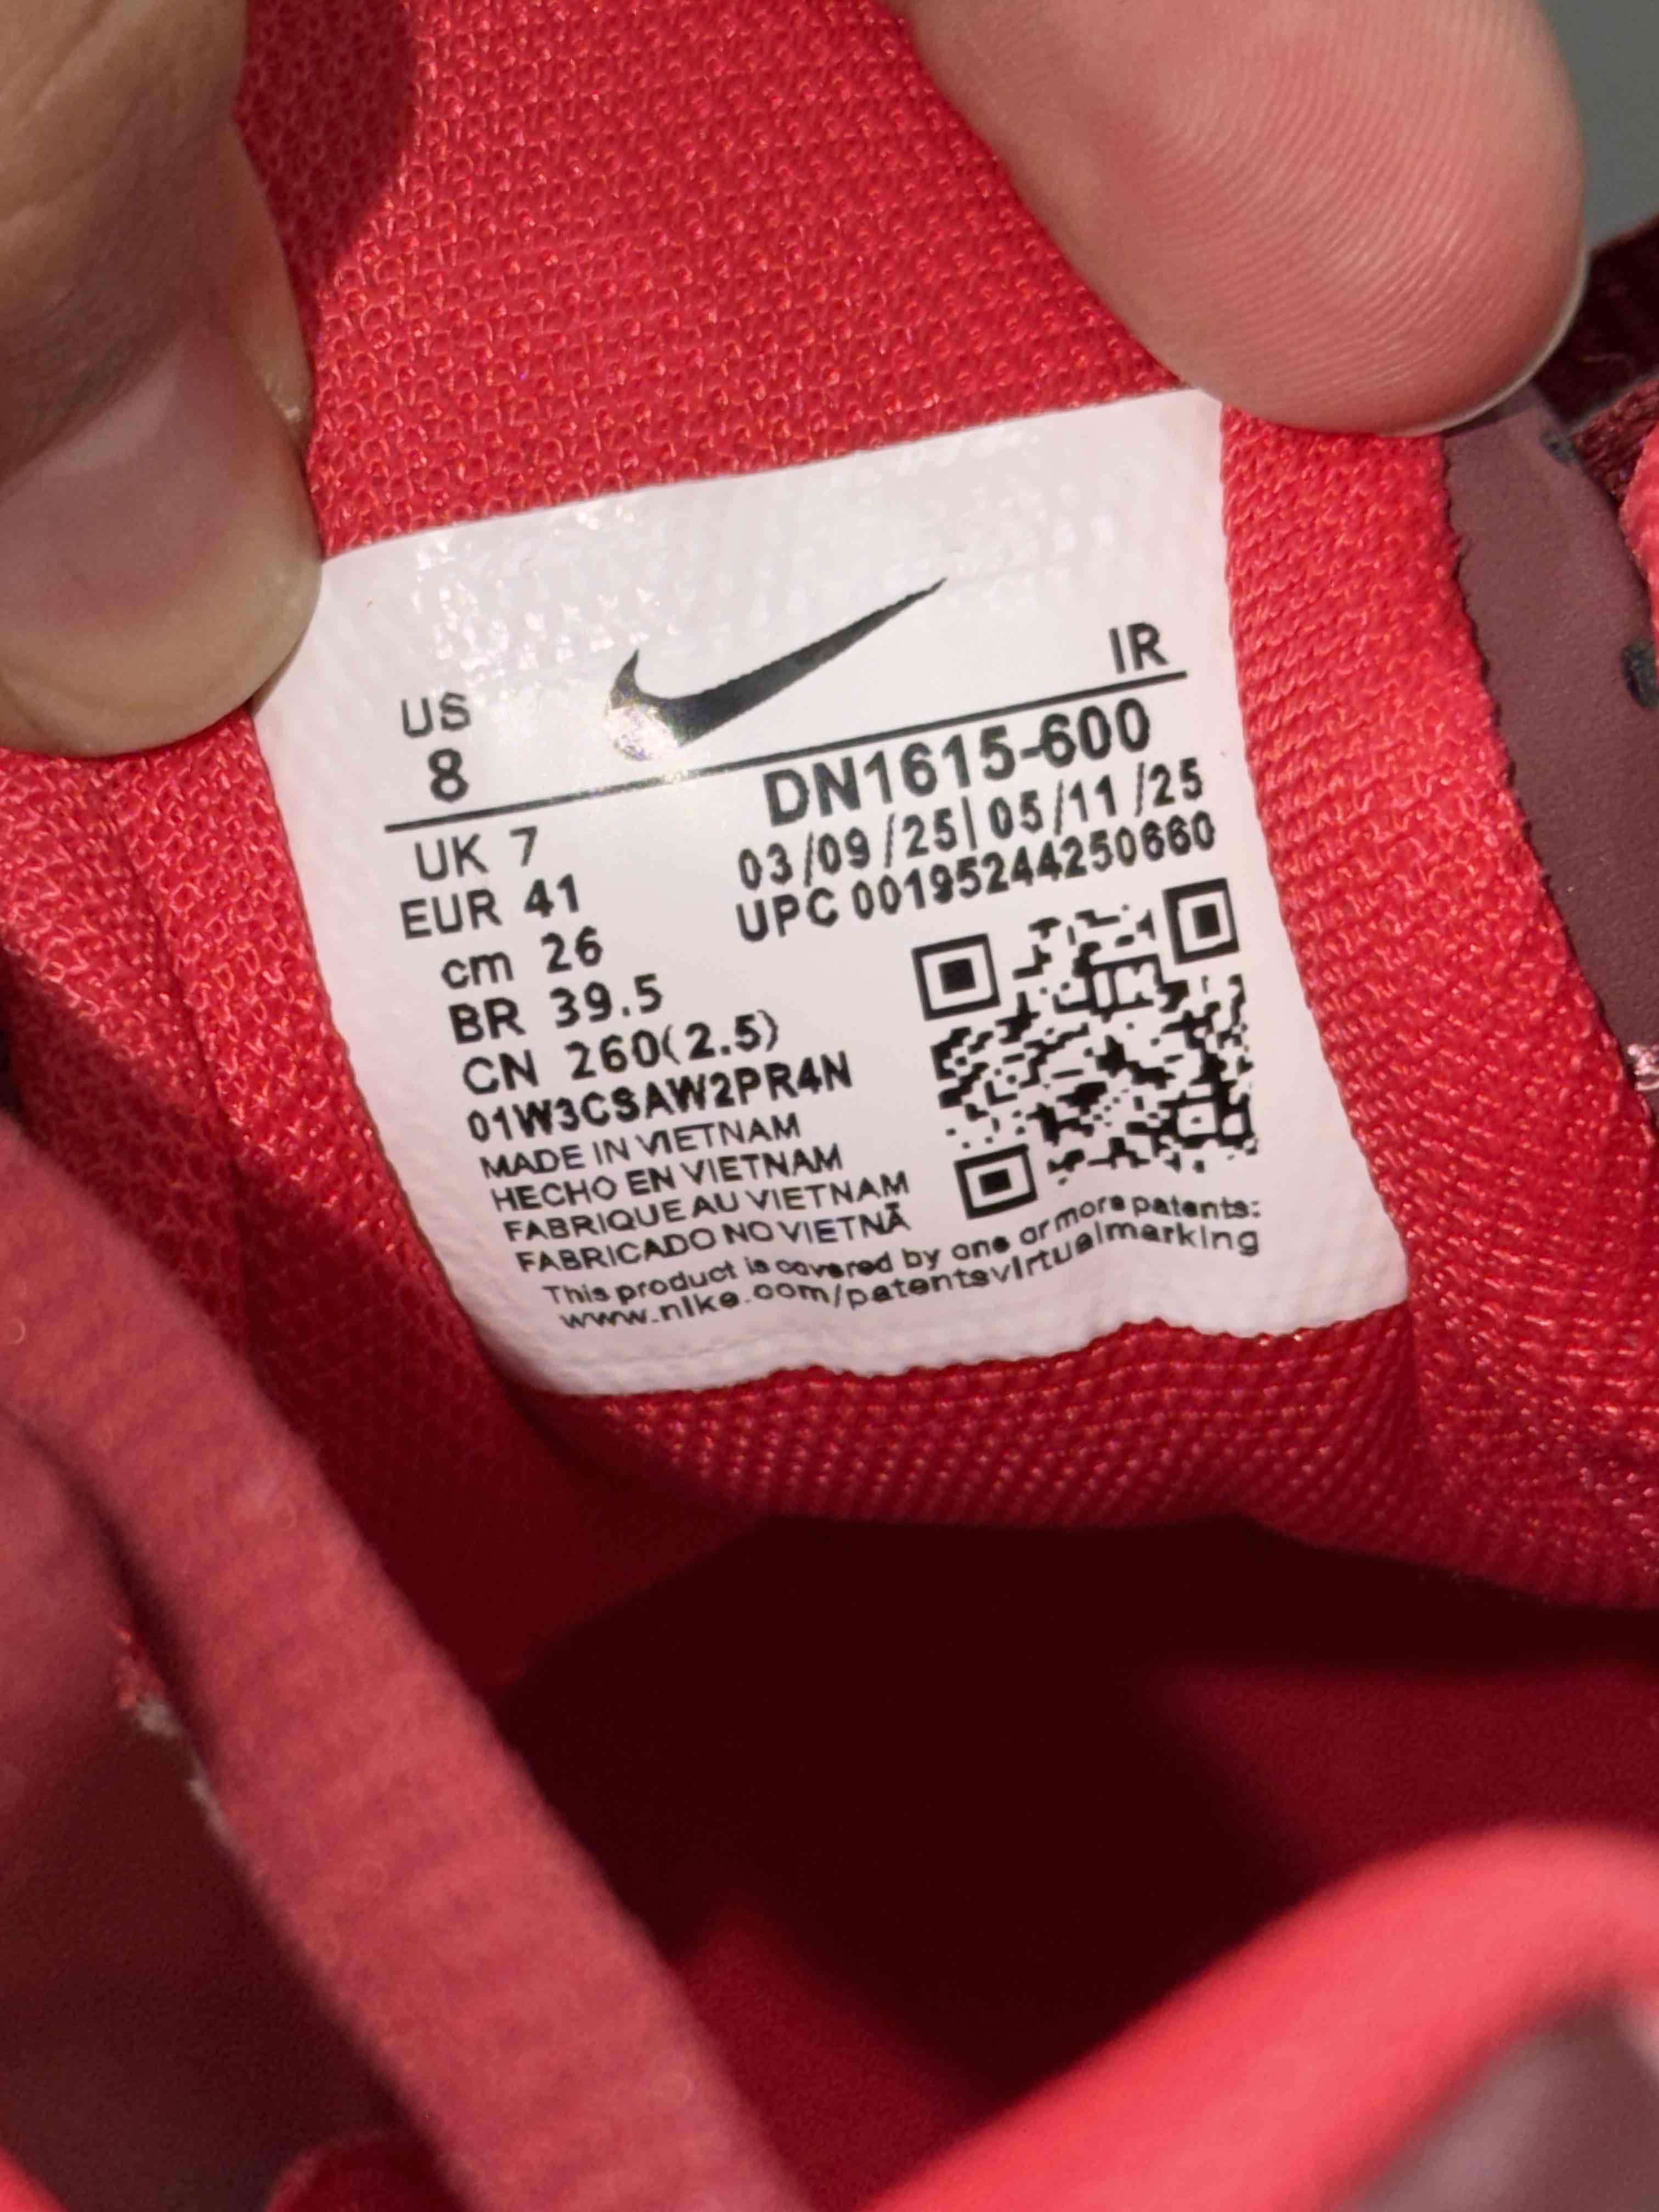 US
8
IR
DN1615-600
03/09/25|05/11/25
UPC 00195244250660
UK 7
EUR 41
cm 26
BR 39.5
CN 260(2.5)
01W3CSAW2PR4N
MADE IN VIETNAM
HECHO EN VIETNAM
FABRIQUE AU VIETNAM
FABRICADO NO VIETNÃ
This product is covered by one or more patents:
www.nike.com/patentsvirtualmarking